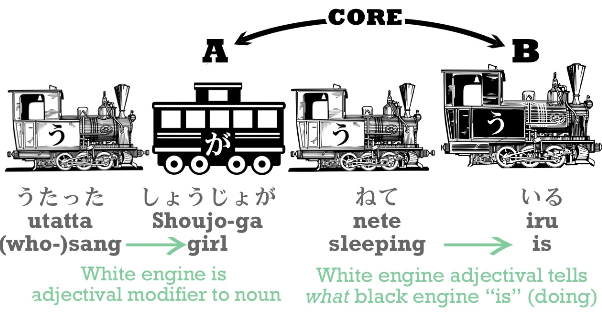 CORE
A B
う が う う
うたった しょうじょが ねて いる
utatta Shoujo-ga nete iru
(who-)sang girl sleeping is
White engine is
adjectival modifier to noun
White engine adjectival tells
what black engine “is” (doing)